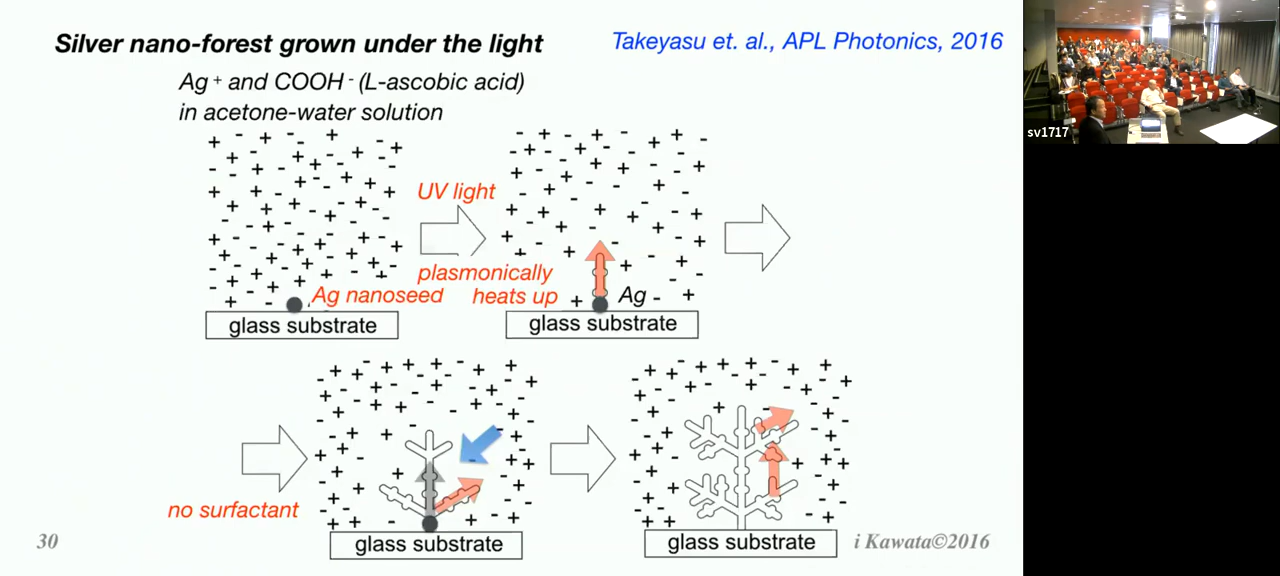 Silver nano-forest grown under the light
Takeyasu et. al., APL Photonics, 2016
Ag + and COOH - (L-ascobic acid)
in acetone-water solution
sv1717
UV light
plasmonically
heats up
Ag nanoseed
Ag
glass substrate
glass substrate
no surfactant
glass substrate
glass substrate
30
i Kawata©2016